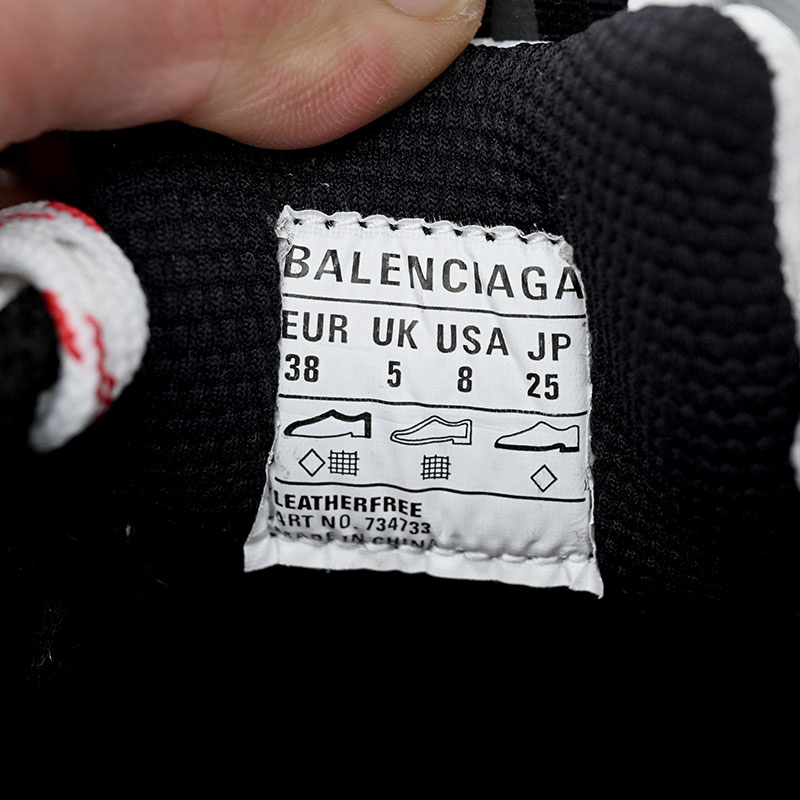 BALENCIAGA
EUR UK USA JP
38 5 8 25
LEATHERFREE
ART NO. 734733
MADE IN CHINA